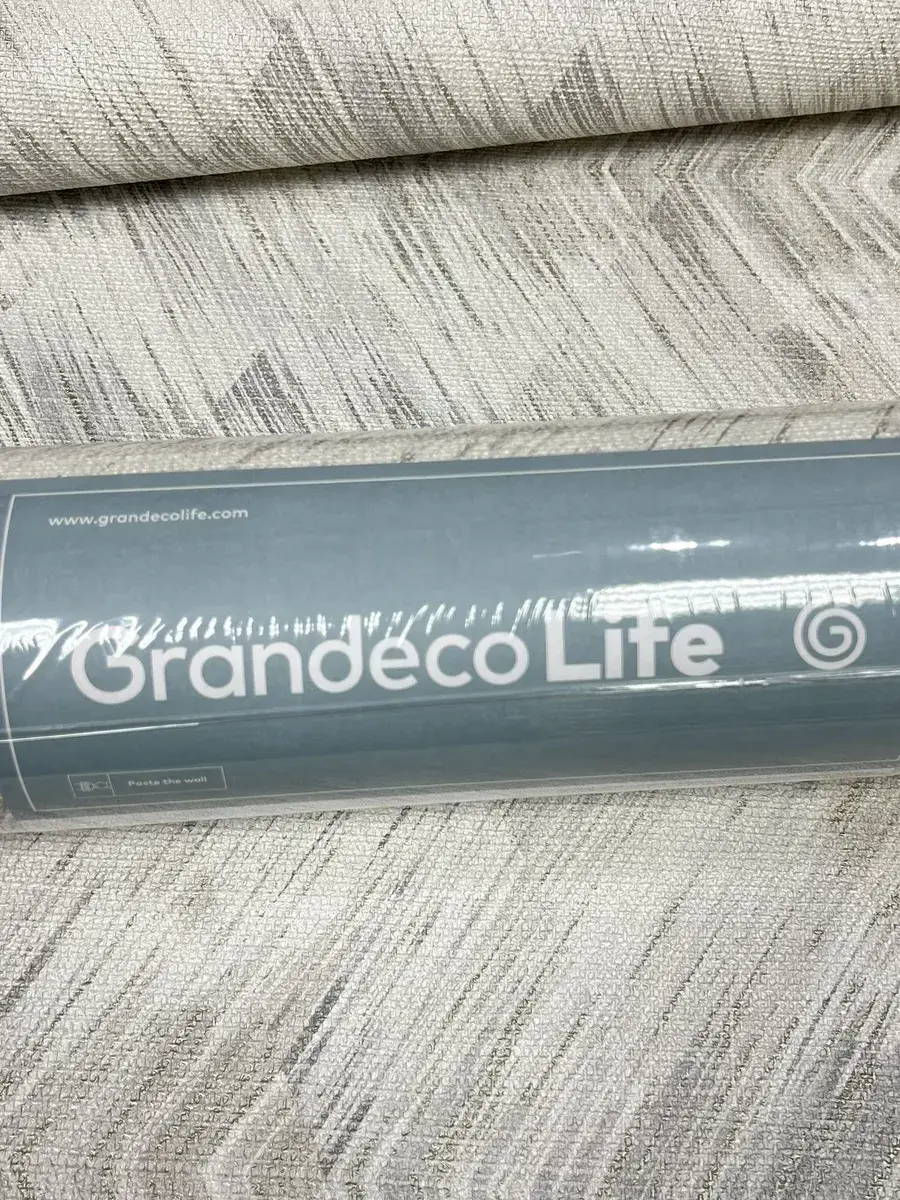 www.grandecolife.com
Grandeco Life
Paste the wall